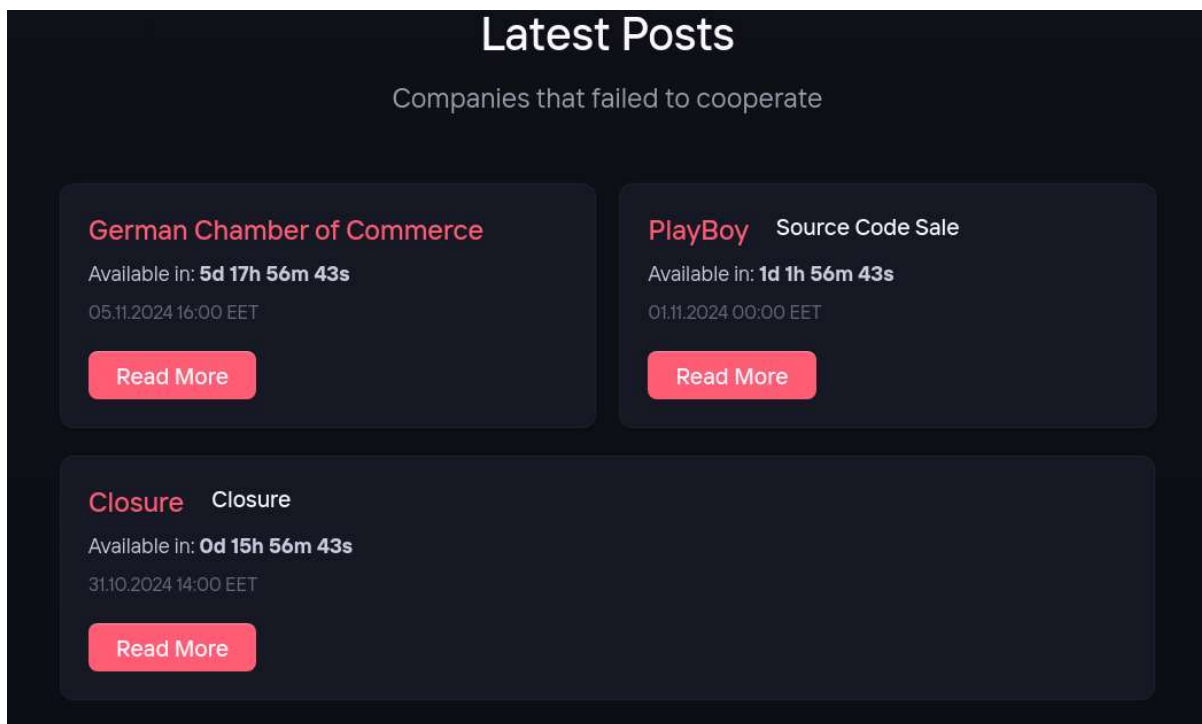 Latest Posts
Companies that failed to cooperate
German Chamber of Commerce
Available in: 5d 17h 56m 43s
05.11.2024 16:00 EET
Read More
PlayBoy Source Code Sale
Available in: 1d 1h 56m 43s
01.11.2024 00:00 EET
Read More
Closure Closure
Available in: 0d 15h 56m 43s
31.10.2024 14:00 EET
Read More